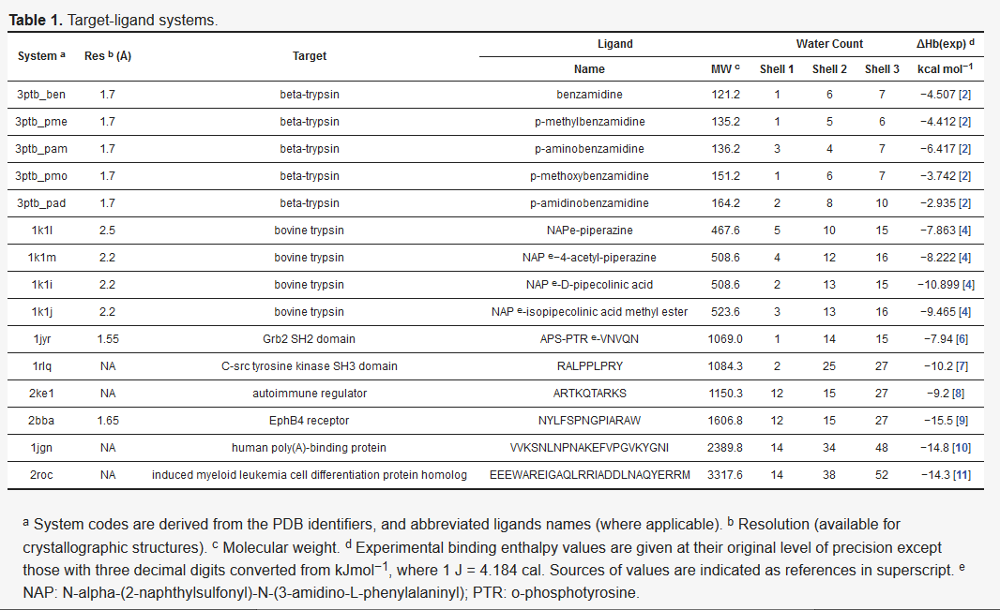 Table 1. Target-ligand systems.
Ligand Water Count ΔHb(exp) d
System a Res b (Å) Target
Name MW c Shell 1 Shell 2 Shell 3 kcal mol−1
3ptb_ben 1.7 beta-trypsin benzamidine 121.2 1 6 7 −4.507 [2]
3ptb_pme 1.7 beta-trypsin p-methylbenzamidine 135.2 1 5 6 −4.412 [2]
3ptb_pam 1.7 beta-trypsin p-aminobenzamidine 136.2 3 4 7 −6.417 [2]
3ptb_pmo 1.7 beta-trypsin p-methoxybenzamidine 151.2 1 6 7 −3.742 [2]
3ptb_pad 1.7 beta-trypsin p-amidinobenzamidine 164.2 2 8 10 −2.935 [2]
1k1l 2.5 bovine trypsin NAPe-piperazine 467.6 5 10 15 −7.863 [4]
1k1m 2.2 bovine trypsin NAP e−4-acetyl-piperazine 508.6 4 12 16 −8.222 [4]
1k1i 2.2 bovine trypsin NAP e-D-pipecolinic acid 508.6 2 13 15 −10.899 [4]
1k1j 2.2 bovine trypsin NAP e-isopipecolinic acid methyl ester 523.6 3 13 16 −9.465 [4]
1jyr 1.55 Grb2 SH2 domain APS-PTR e-VNVQN 1069.0 1 14 15 −7.94 [6]
1rlq NA C-src tyrosine kinase SH3 domain RALPPLPRY 1084.3 2 25 27 −10.2 [7]
2ke1 NA autoimmune regulator ARTKQTARKS 1150.3 12 15 27 −9.2 [8]
2bba 1.65 EphB4 receptor NYLFSPNGPIARAW 1606.8 12 15 27 −15.5 [9]
1jgn NA human poly(A)-binding protein VVKSNLNPNAKEFVPGVKYGNI 2389.8 14 34 48 −14.8 [10]
2roc NA induced myeloid leukemia cell differentiation protein homolog EEEWAREIGAQLRRIADDLNAQYERRM 3317.6 14 38 52 −14.3 [11]
a System codes are derived from the PDB identifiers, and abbreviated ligands names (where applicable). b Resolution (available for
crystallographic structures). c Molecular weight. d Experimental binding enthalpy values are given at their original level of precision except
those with three decimal digits converted from kJmol−1, where 1 J = 4.184 cal. Sources of values are indicated as references in superscript. e
NAP: N-alpha-(2-naphthylsulfonyl)-N-(3-amidino-L-phenylalaninyl); PTR: o-phosphotyrosine.